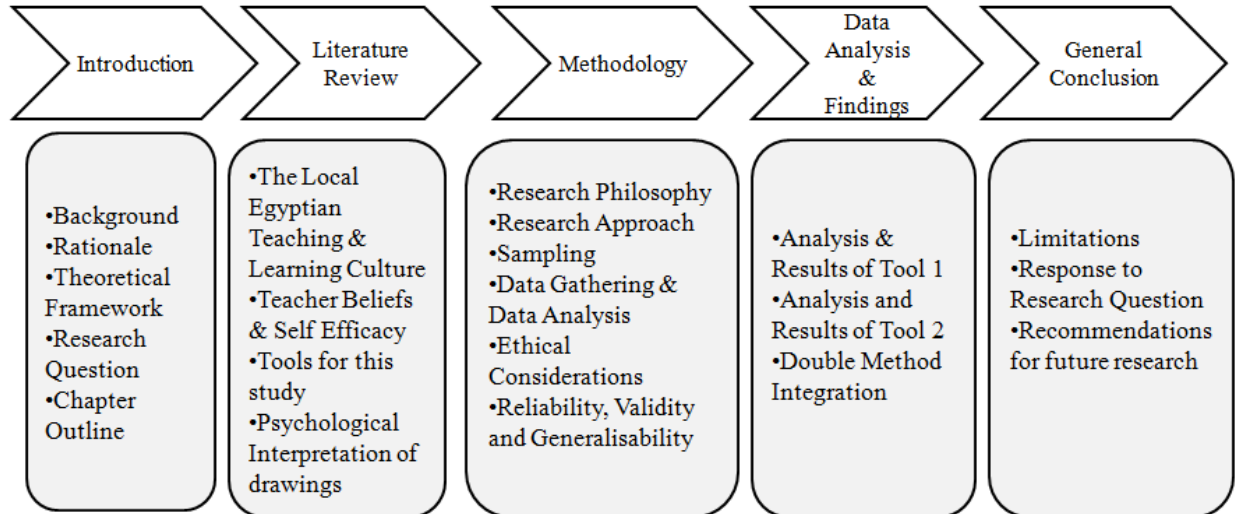 Introduction
Literature
Review
Methodology
Data
Analysis
&
Findings
General
Conclusion
•Background
•Rationale
•Theoretical
Framework
•Research
Question
•Chapter
Outline
•The Local
Egyptian
Teaching &
Learning Culture
•Teacher Beliefs
& Self Efficacy
•Tools for this
study
•Psychological
Interpretation of
drawings
•Research Philosophy
•Research Approach
•Sampling
•Data Gathering &
Data Analysis
•Ethical
Considerations
•Reliability, Validity
and Generalisability
•Analysis &
Results of Tool 1
•Analysis and
Results of Tool 2
•Double Method
Integration
•Limitations
•Response to
Research Question
•Recommendations
for future research